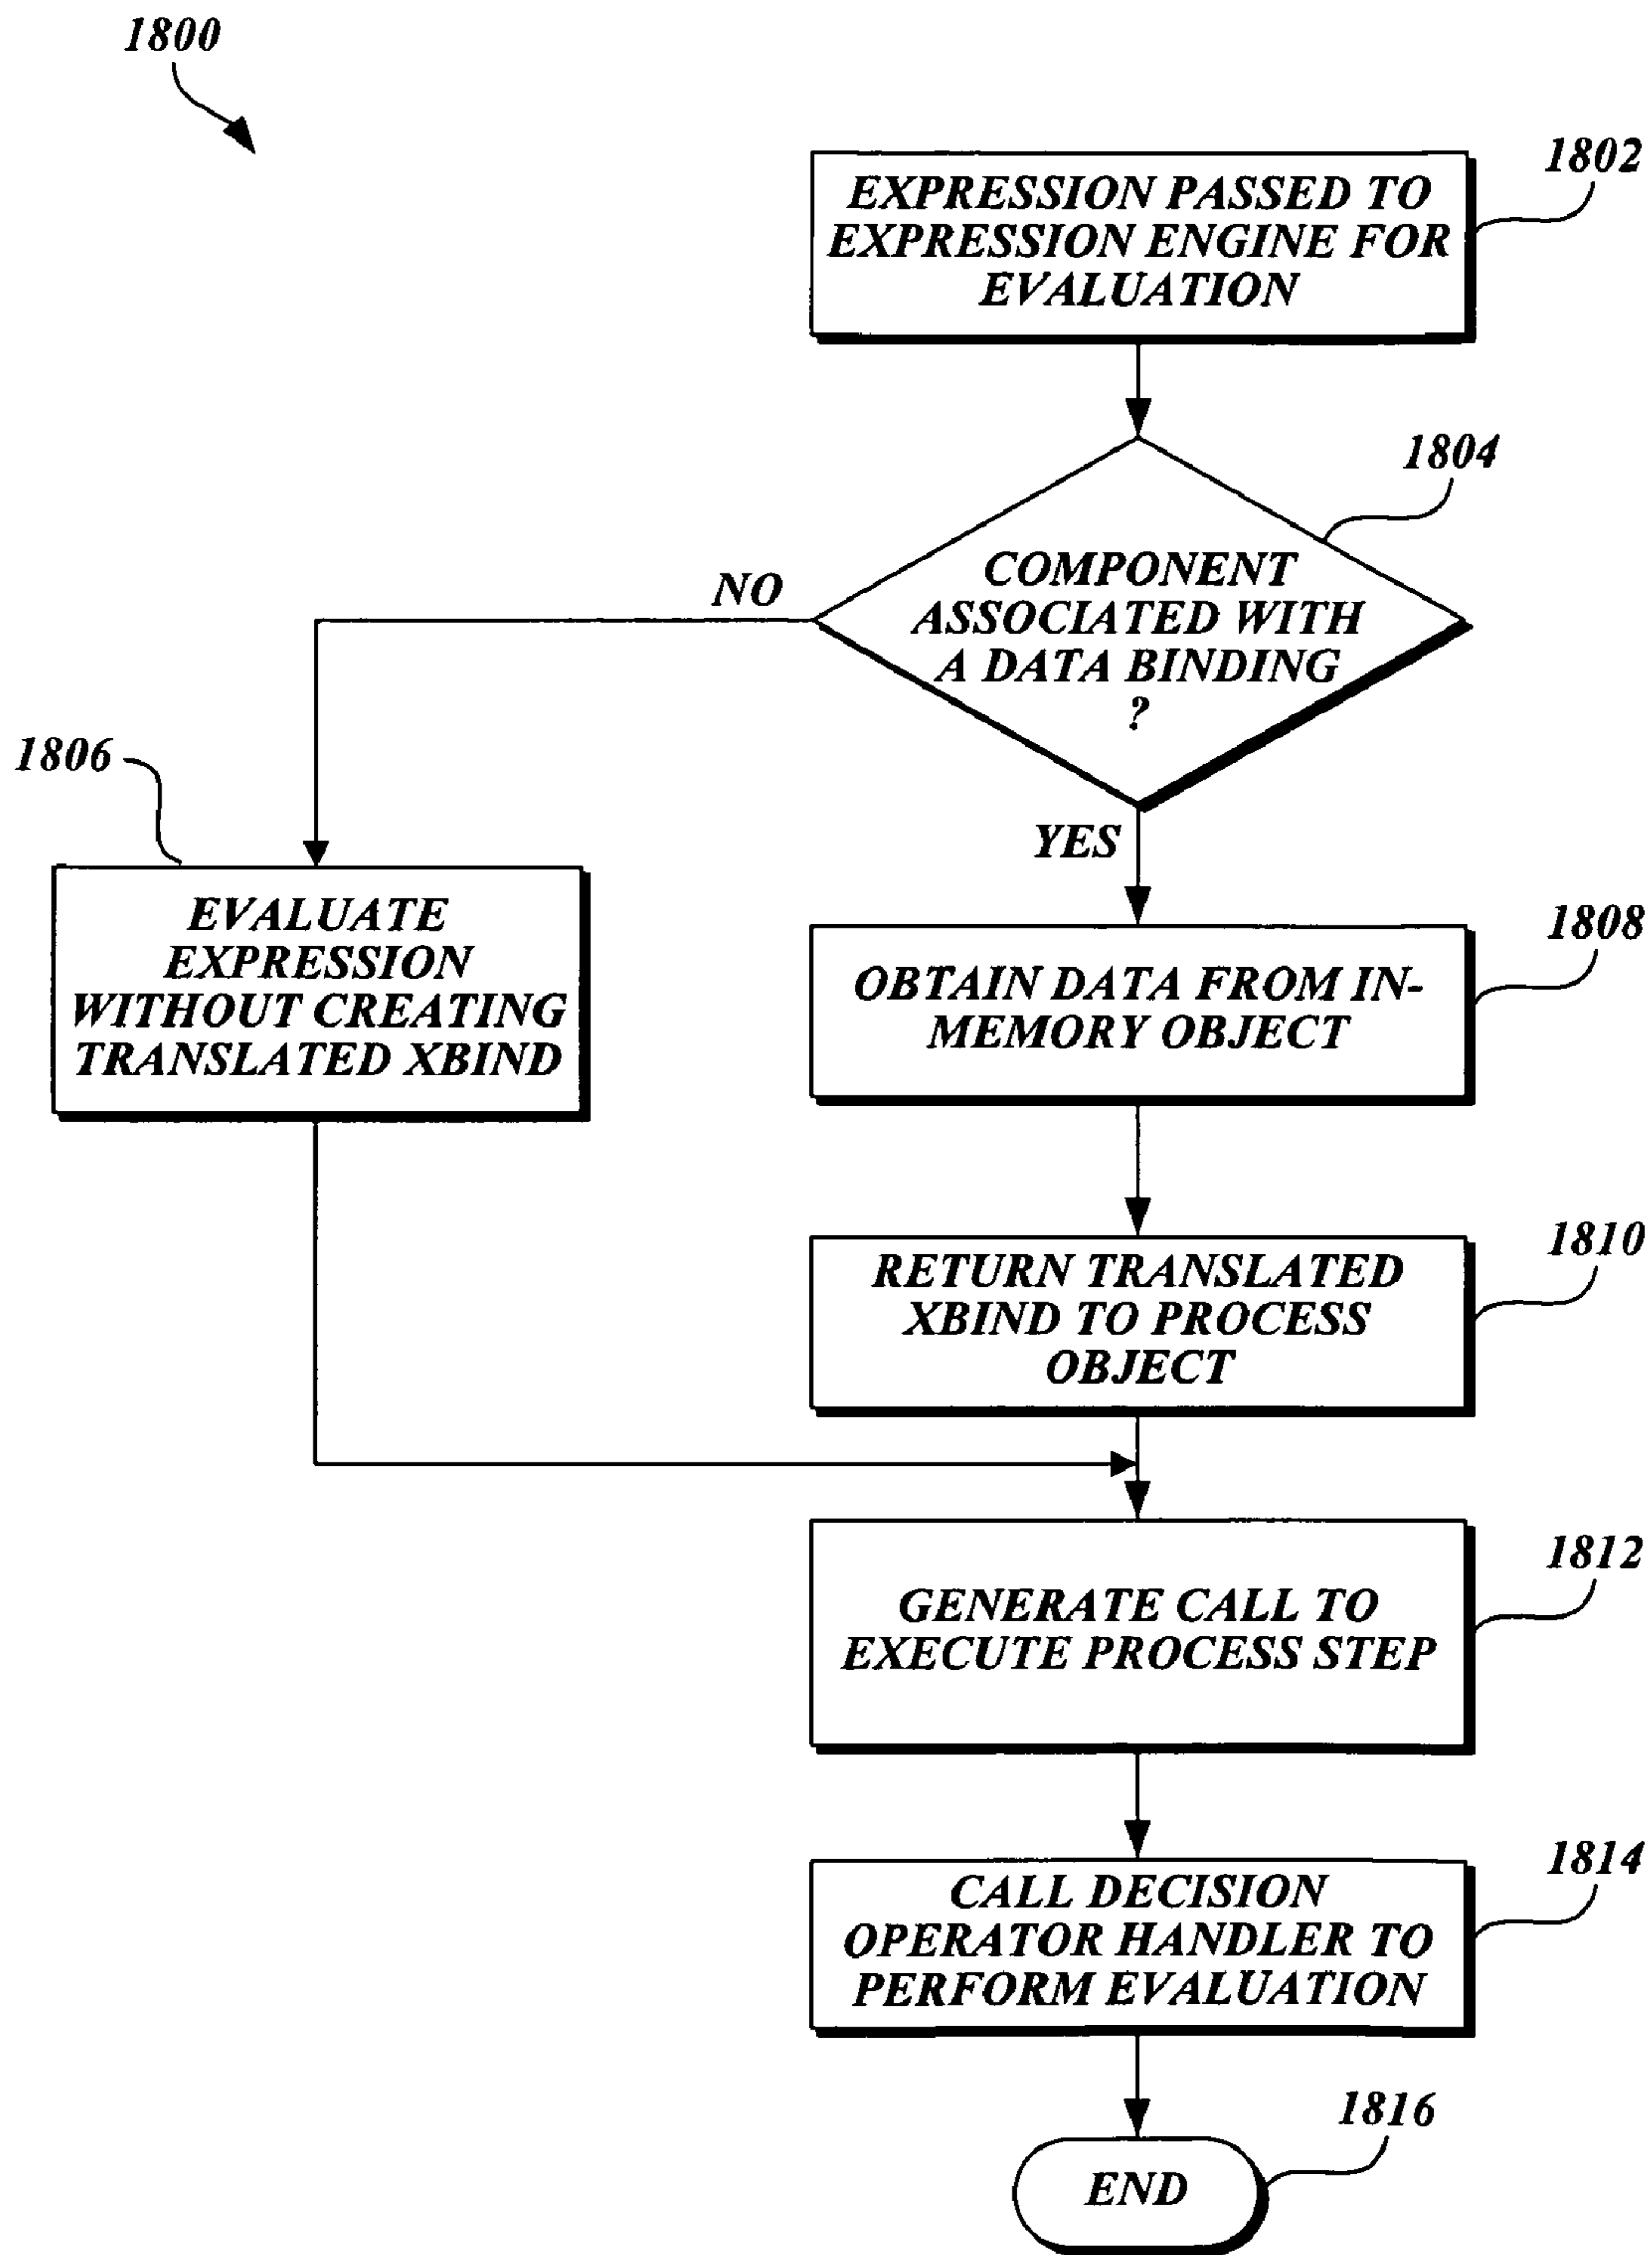 1800
1802
EXPRESSION PASSED TO
EXPRESSION ENGINE FOR
EVALUATION
1804
COMPONENT
ASSOCIATED WITH
A DATA BINDING
?
NO
YES
1806
EVALUATE
EXPRESSION
WITHOUT CREATING
TRANSLATED XBIND
1808
OBTAIN DATA FROM IN-
MEMORY OBJECT
1810
RETURN TRANSLATED
XBIND TO PROCESS
OBJECT
1812
GENERATE CALL TO
EXECUTE PROCESS STEP
1814
CALL DECISION
OPERATOR HANDLER TO
PERFORM EVALUATION
1816
END